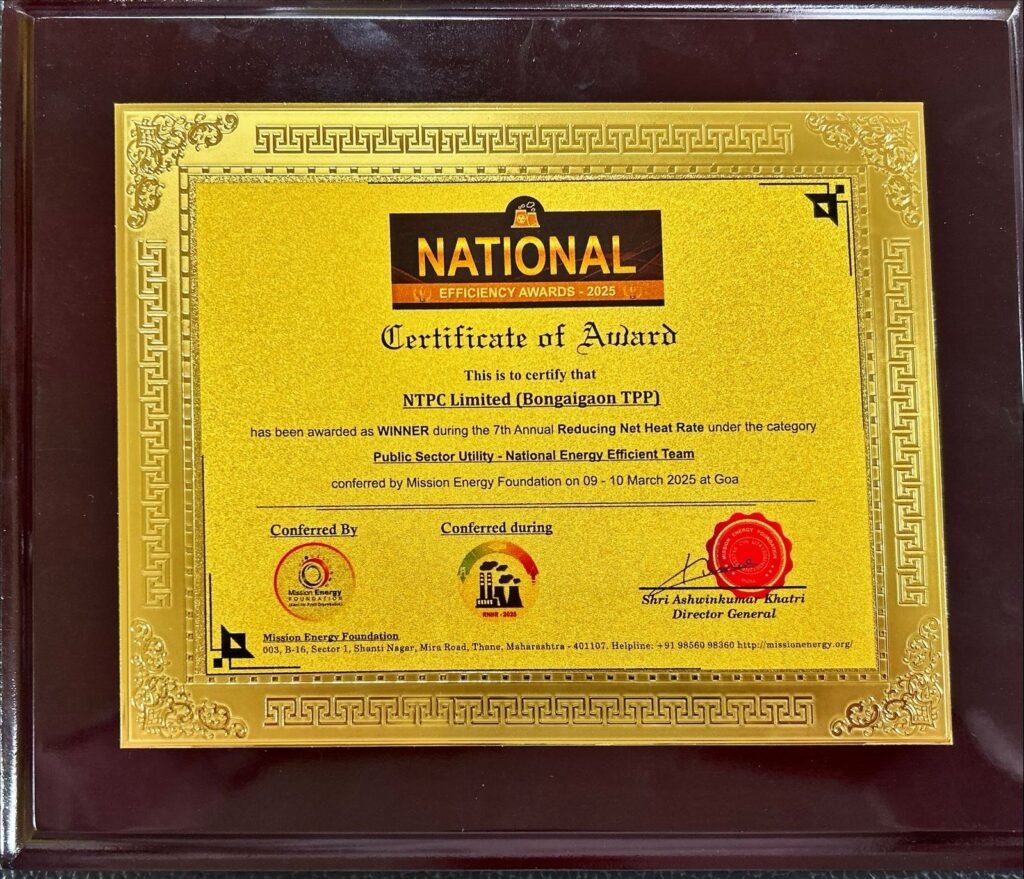 NATIONAL
EFFICIENCY AWARDS - 2025
Certificate of Award
This is to certify that
NTPC Limited (Bongaigaon TPP)
has been awarded as WINNER during the 7th Annual Reducing Net Heat Rate under the category
Public Sector Utility - National Energy Efficient Team
conferred by Mission Energy Foundation on 09 - 10 March 2025 at Goa
Conferred By
Mission Energy
FOUNDATION
Conferred during
RNHR - 2025
MISSION ENERGY FOUNDATION
Shri Ashwinkumar Khatri
Director General
Mission Energy Foundation
003, B-16, Sector 1, Shanti Nagar, Mira Road, Thane, Maharashtra - 401107. Helpline: +91 98560 98360 http://missionenergy.org/